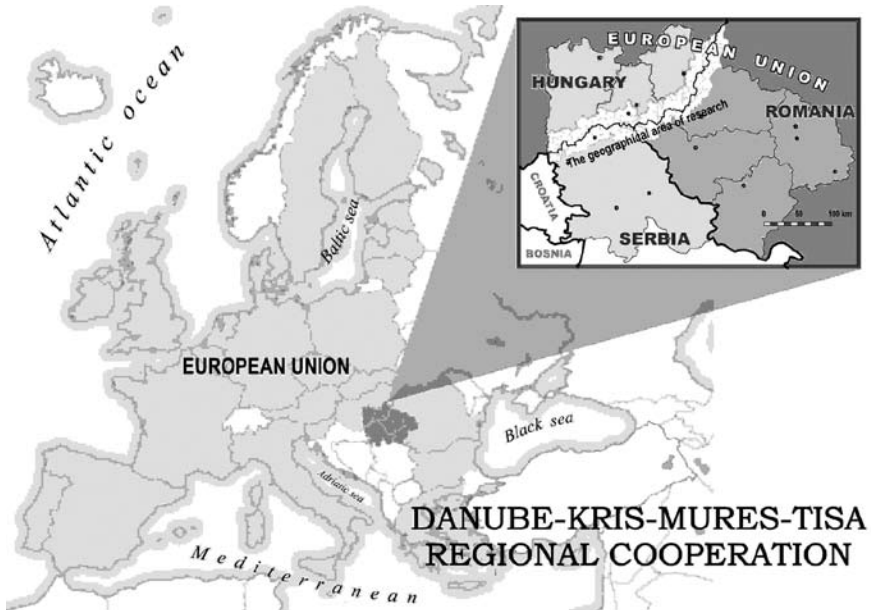 Atlantic ocean
Baltic sea
EUROPEAN UNION
Adriatic sea
Black sea
Mediterranean
DANUBE-KRIS-MURES-TISA
REGIONAL COOPERATION
EUROPEAN UNION
HUNGARY
ROMANIA
The geographidal area of research
CROATIA
0 50 100 km
SERBIA
BOSNIA